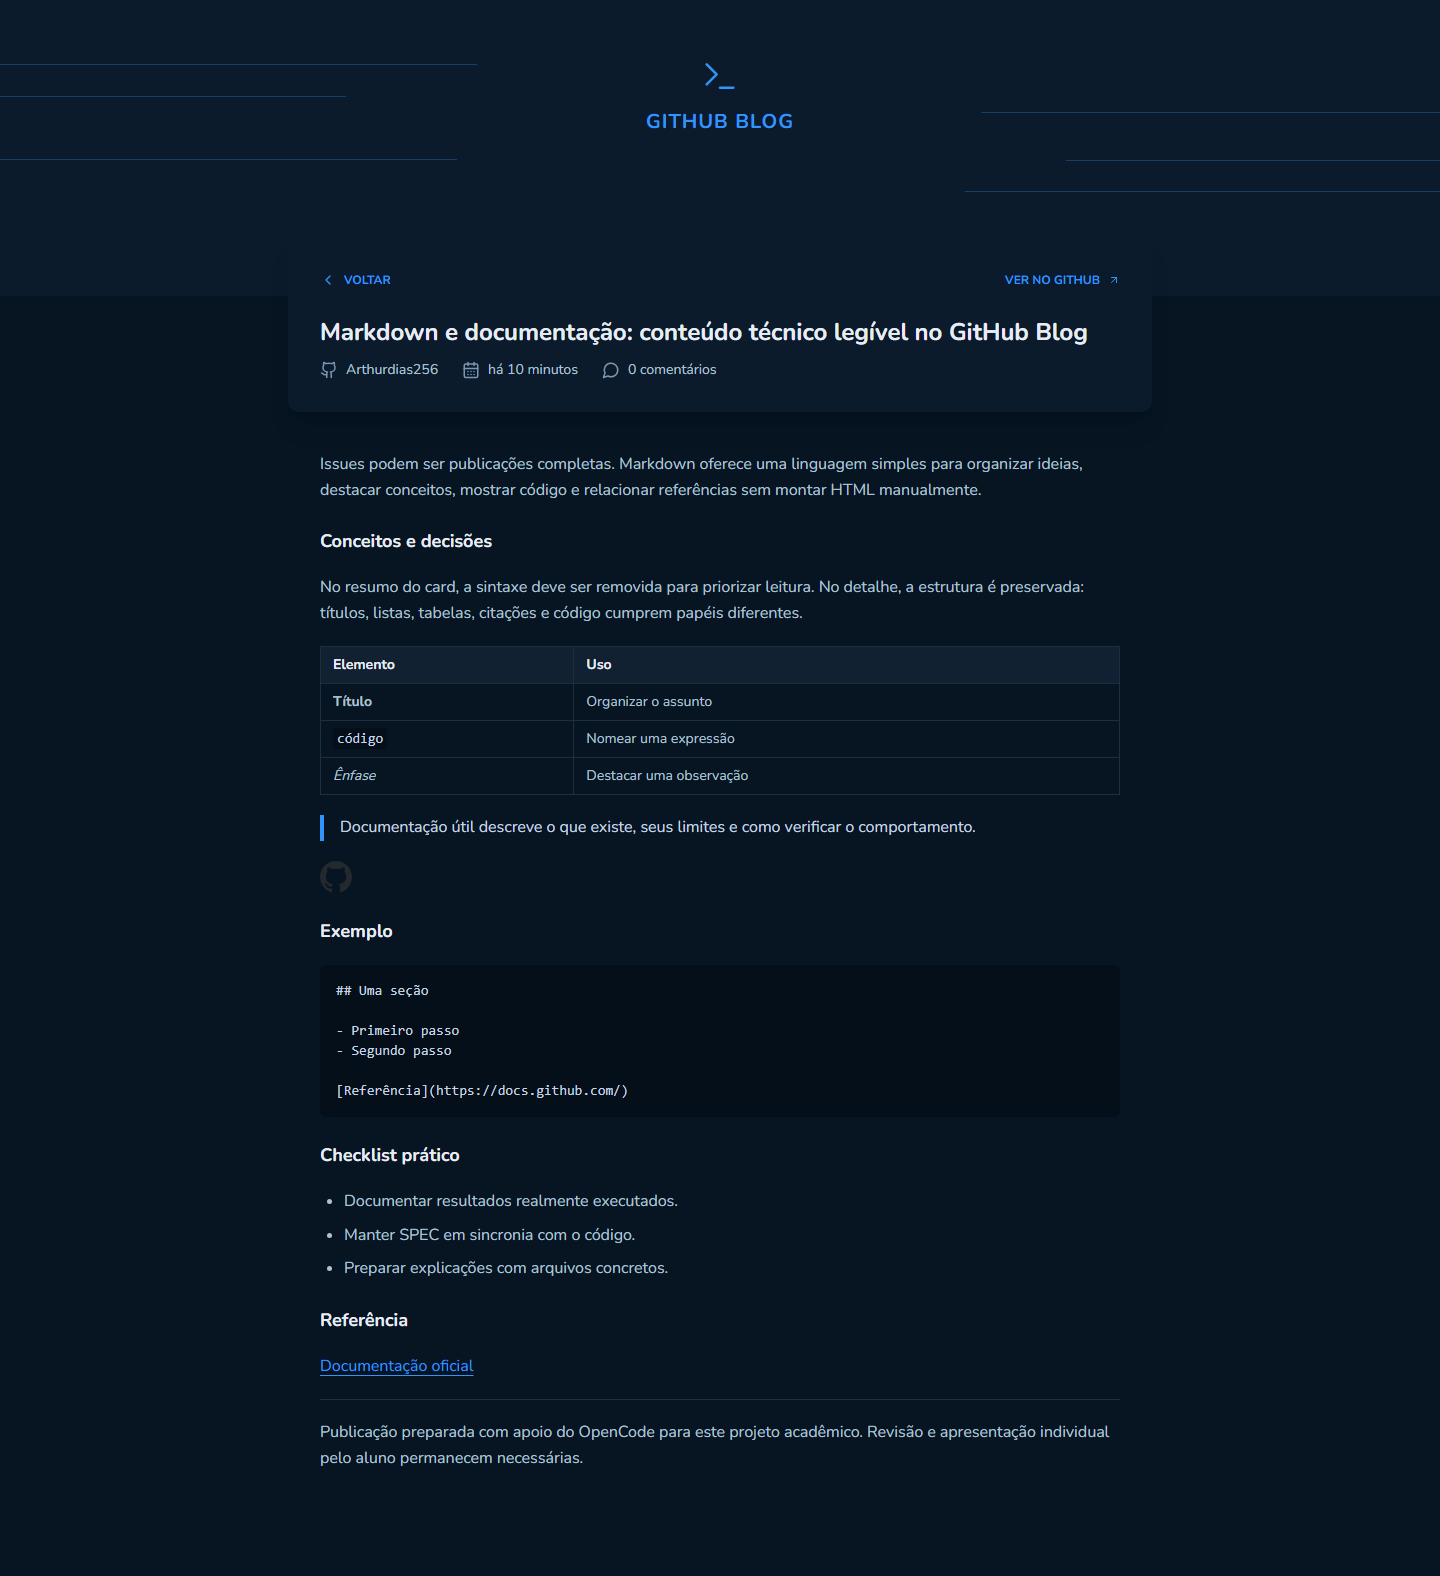 GITHUB BLOG
VOLTAR
VER NO GITHUB
Markdown e documentação: conteúdo técnico legível no GitHub Blog
Arthurdias256
há 10 minutos
0 comentários
Issues podem ser publicações completas. Markdown oferece uma linguagem simples para organizar ideias,
destacar conceitos, mostrar código e relacionar referências sem montar HTML manualmente.
Conceitos e decisões
No resumo do card, a sintaxe deve ser removida para priorizar leitura. No detalhe, a estrutura é preservada:
títulos, listas, tabelas, citações e código cumprem papéis diferentes.
Elemento Uso
Título Organizar o assunto
código Nomear uma expressão
Ênfase Destacar uma observação
Documentação útil descreve o que existe, seus limites e como verificar o comportamento.
Exemplo
## Uma seção
- Primeiro passo
- Segundo passo
[Referência](https://docs.github.com/)
Checklist prático
• Documentar resultados realmente executados.
• Manter SPEC em sincronia com o código.
• Preparar explicações com arquivos concretos.
Referência
Documentação oficial
Publicação preparada com apoio do OpenCode para este projeto acadêmico. Revisão e apresentação individual
pelo aluno permanecem necessárias.